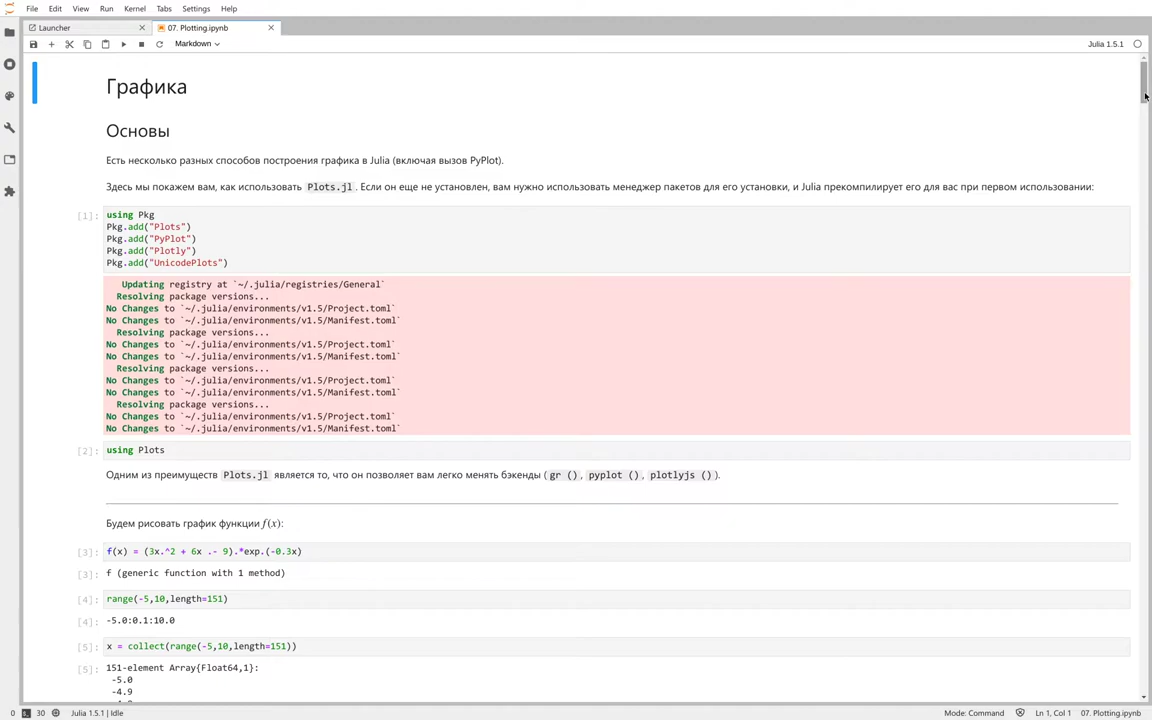 File Edit View Run Kernel Tabs Settings Help
Launcher
07. Plotting.ipynb
Markdown
Julia 1.5.1
Графика
Основы
Есть несколько разных способов построения графика в Julia (включая вызов PyPlot).
Здесь мы покажем вам, как использовать Plots.jl. Если он еще не установлен, вам нужно использовать менеджер пакетов для его установки, и Julia прекомпилирует его для вас при первом использовании:
[1]: using Pkg
Pkg.add("Plots")
Pkg.add("PyPlot")
Pkg.add("Plotly")
Pkg.add("UnicodePlots")
Updating registry at `~/.julia/registries/General`
Resolving package versions...
No Changes to `~/.julia/environments/v1.5/Project.toml`
No Changes to `~/.julia/environments/v1.5/Manifest.toml`
Resolving package versions...
No Changes to `~/.julia/environments/v1.5/Project.toml`
No Changes to `~/.julia/environments/v1.5/Manifest.toml`
Resolving package versions...
No Changes to `~/.julia/environments/v1.5/Project.toml`
No Changes to `~/.julia/environments/v1.5/Manifest.toml`
Resolving package versions...
No Changes to `~/.julia/environments/v1.5/Project.toml`
No Changes to `~/.julia/environments/v1.5/Manifest.toml`
[2]: using Plots
Одним из преимуществ Plots.jl является то, что он позволяет вам легко менять бэкенды (gr (), pyplot (), plotlyjs ()).
Будем рисовать график функции f(x):
[3]: f(x) = (3x.^2 + 6x .- 9).*exp.(-0.3x)
[3]: f (generic function with 1 method)
[4]: range(-5,10,length=151)
[4]: -5.0:0.1:10.0
[5]: x = collect(range(-5,10,length=151))
[5]: 151-element Array{Float64,1}:
-5.0
-4.9
0 30 Julia 1.5.1 | Idle
Mode: Command Ln 1, Col 1 07. Plotting.ipynb